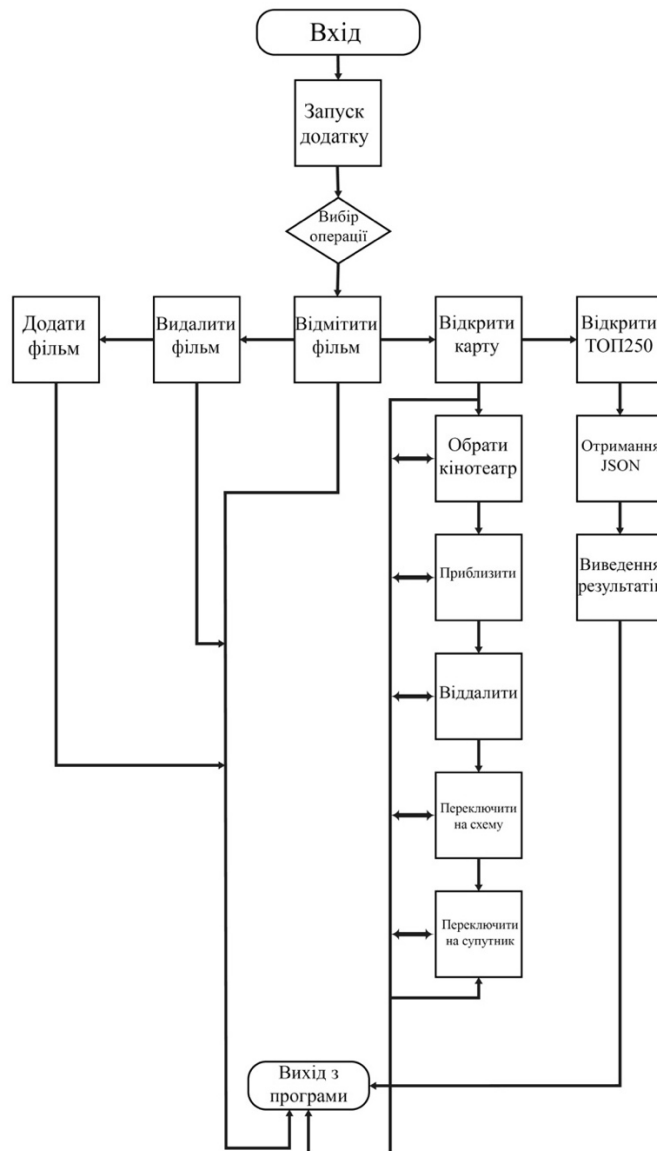 Вхід
Запуск
додатку
Вибір
операції
Додати
фільм
Видалити
фільм
Відмітити
фільм
Відкрити
карту
Відкрити
ТОП250
Обрати
кінотеатр
Отримання
JSON
Приблизити
Виведення
результатів
Віддалити
Переключити
на схему
Переключити
на супутник
Вихід з
програми